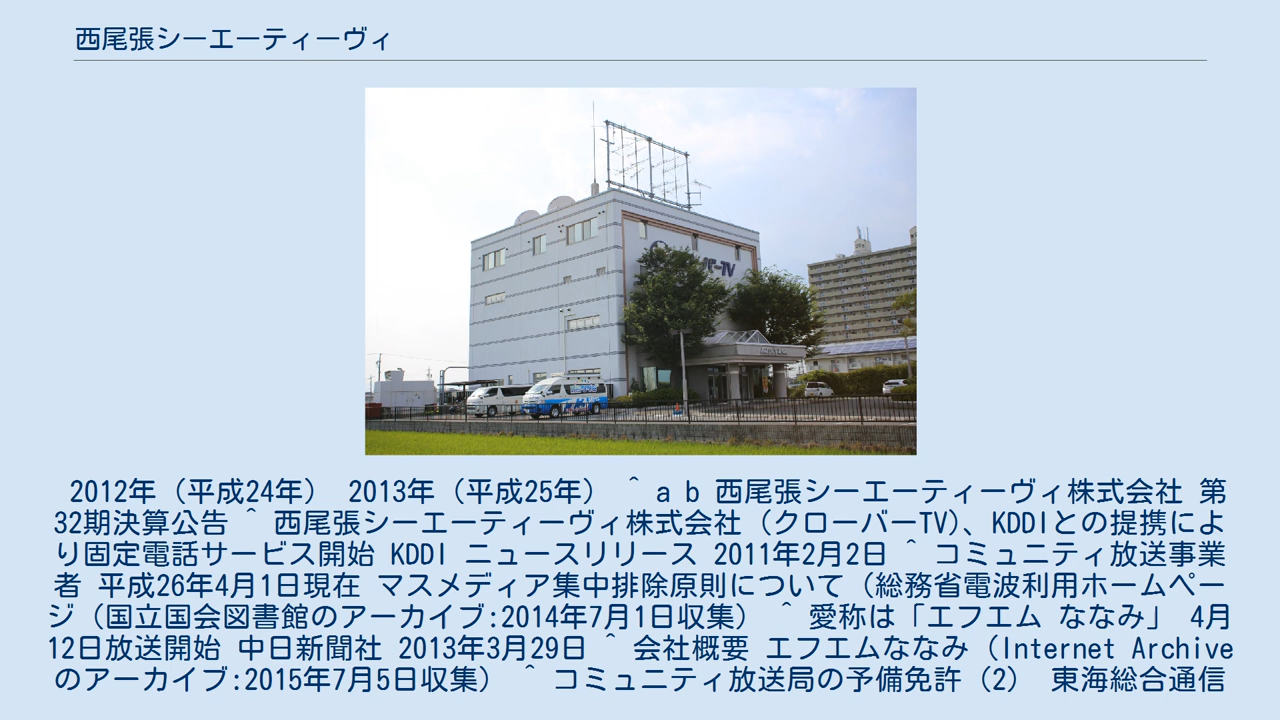 西尾張シーエーティーヴィ
バーTV
2012年（平成24年） 2013年（平成25年） ^ a b 西尾張シーエーティーヴィ株式会社 第
32期決算公告 ^ 西尾張シーエーティーヴィ株式会社（クローバーTV)、KDDIとの提携によ
り固定電話サービス開始 KDDI ニュースリリース 2011年2月2日 ^ コミュニティ放送事業
者 平成26年4月1日現在 マスメディア集中排除原則について（総務省電波利用ホームペー
ジ（国立国会図書館のアーカイブ:2014年7月1日収集） ^ 愛称は「エフエム ななみ」 4月
12日放送開始 中日新聞社 2013年3月29日 ^ 会社概要 エフエムななみ（Internet Archive
のアーカイブ:2015年7月5日収集） ^ コミュニティ放送局の予備免許（2） 東海総合通信